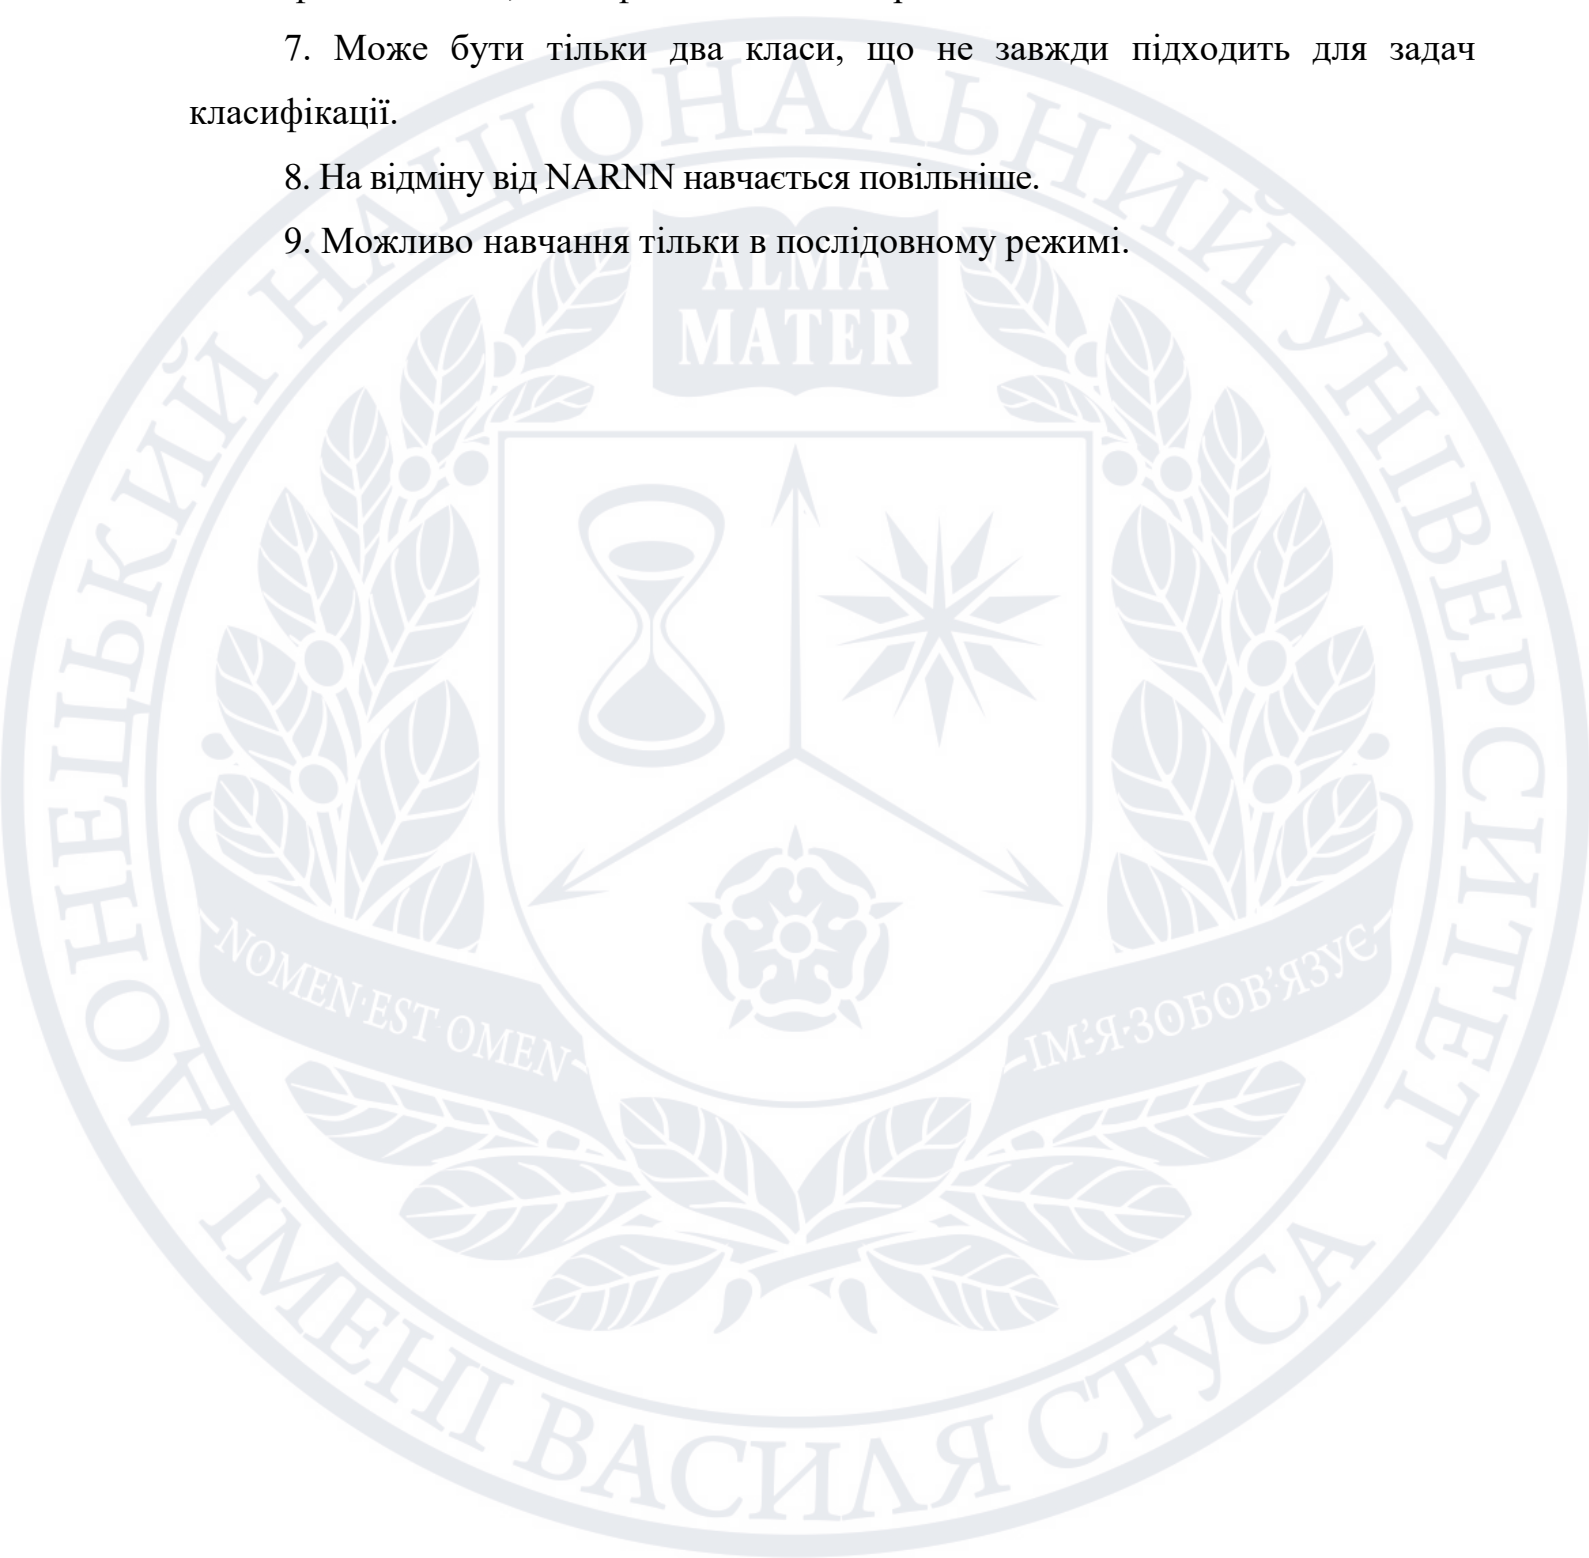 7. Може бути тільки два класи, що не завжди підходить для задач
класифікації.
8. На відміну від NARNN навчається повільніше.
9. Можливо навчання тільки в послідовному режимі.
ДОНЕЦЬКИЙ НАЦІОНАЛЬНИЙ УНІВЕРСИТЕТ
ALMA
MATER
NOMEN·EST·OMEN
ІМ'Я·ЗОБОВ'ЯЗУЄ
ІМЕНІ ВАСИЛЯ СТУСА